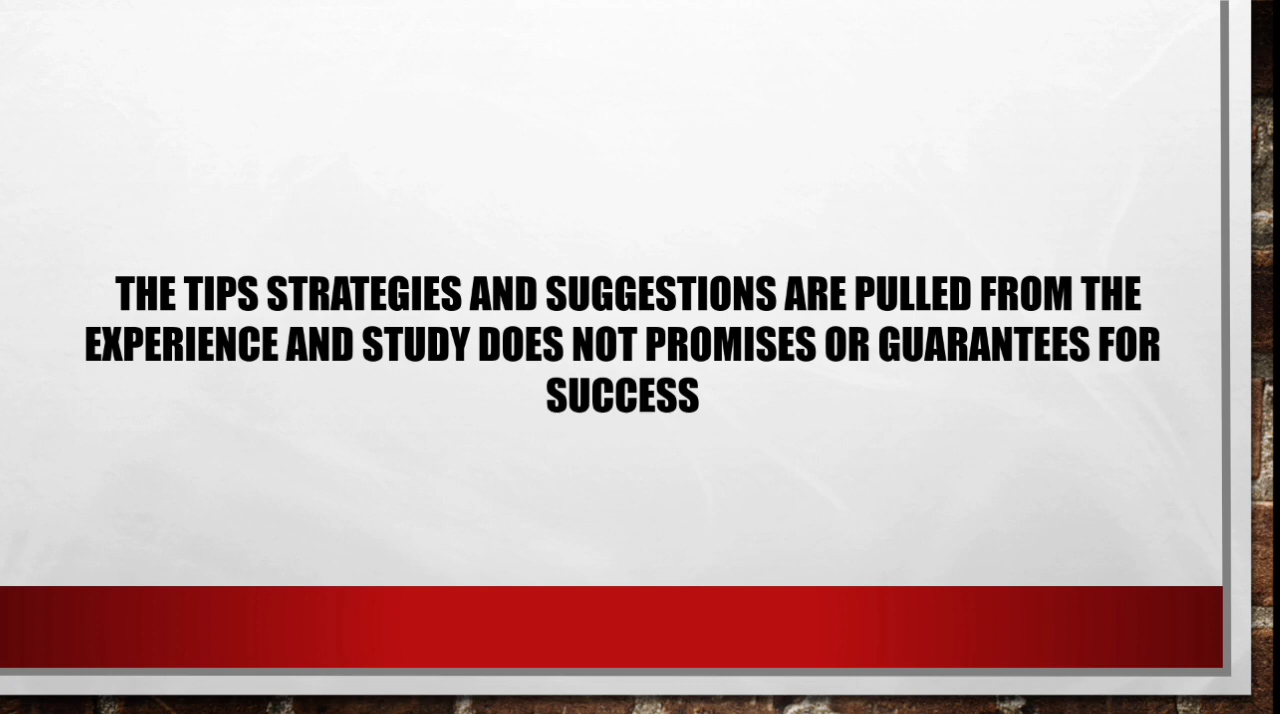 THE TIPS STRATEGIES AND SUGGESTIONS ARE PULLED FROM THE
EXPERIENCE AND STUDY DOES NOT PROMISES OR GUARANTEES FOR
SUCCESS